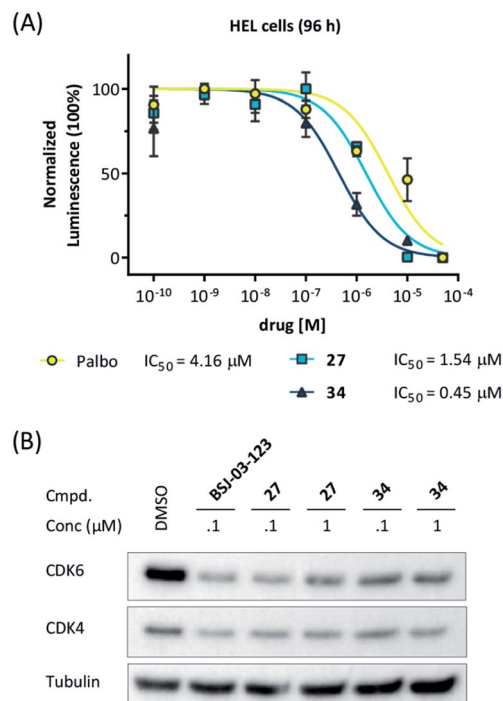 (A)
HEL cells (96 h)
Normalized
Luminescence (100%)
100
50
0
10-10 10-9 10-8 10-7 10-6 10-5 10-4
drug [M]
Palbo IC50 = 4.16 µM 27 IC50 = 1.54 µM
34 IC50 = 0.45 µM
(B)
Cmpd. DMSO BSJ-03-123 27 27 34 34
Conc (µM) .1 .1 1 .1 1
CDK6
CDK4
Tubulin